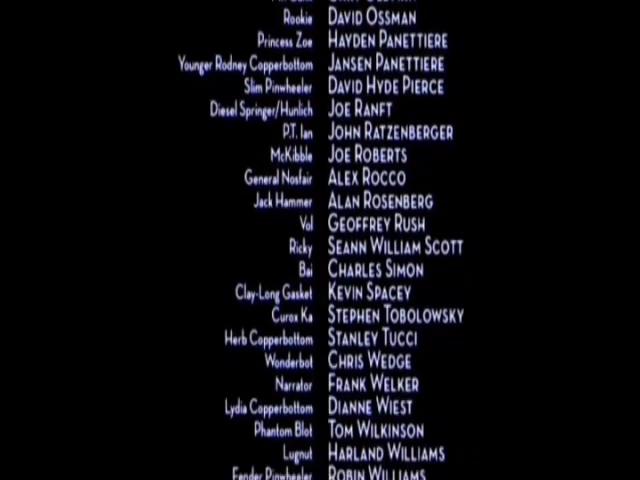 Rookie DAVID OSSMAN
Princess Zoe HAYDEN PANETTIERE
Younger Rodney Copperbottom JANSEN PANETTIERE
Slim Pinwheeler DAVID HYDE PIERCE
Diesel Springer/Hunlich JOE RANFT
P.T. Ian JOHN RATZENBERGER
McKibble JOE ROBERTS
General Nosfair ALEX ROCCO
Jack Hammer ALAN ROSENBERG
Vol GEOFFREY RUSH
Ricky SEANN WILLIAM SCOTT
Bai CHARLES SIMON
Clay-Long Gasket KEVIN SPACEY
Curox Ka STEPHEN TOBOLOWSKY
Herb Copperbottom STANLEY TUCCI
Wonderbot CHRIS WEDGE
Narrator FRANK WELKER
Lydia Copperbottom DIANNE WIEST
Phantom Blot TOM WILKINSON
Lugnut HARLAND WILLIAMS
Fender Pinwheeler ROBIN WILLIAMS